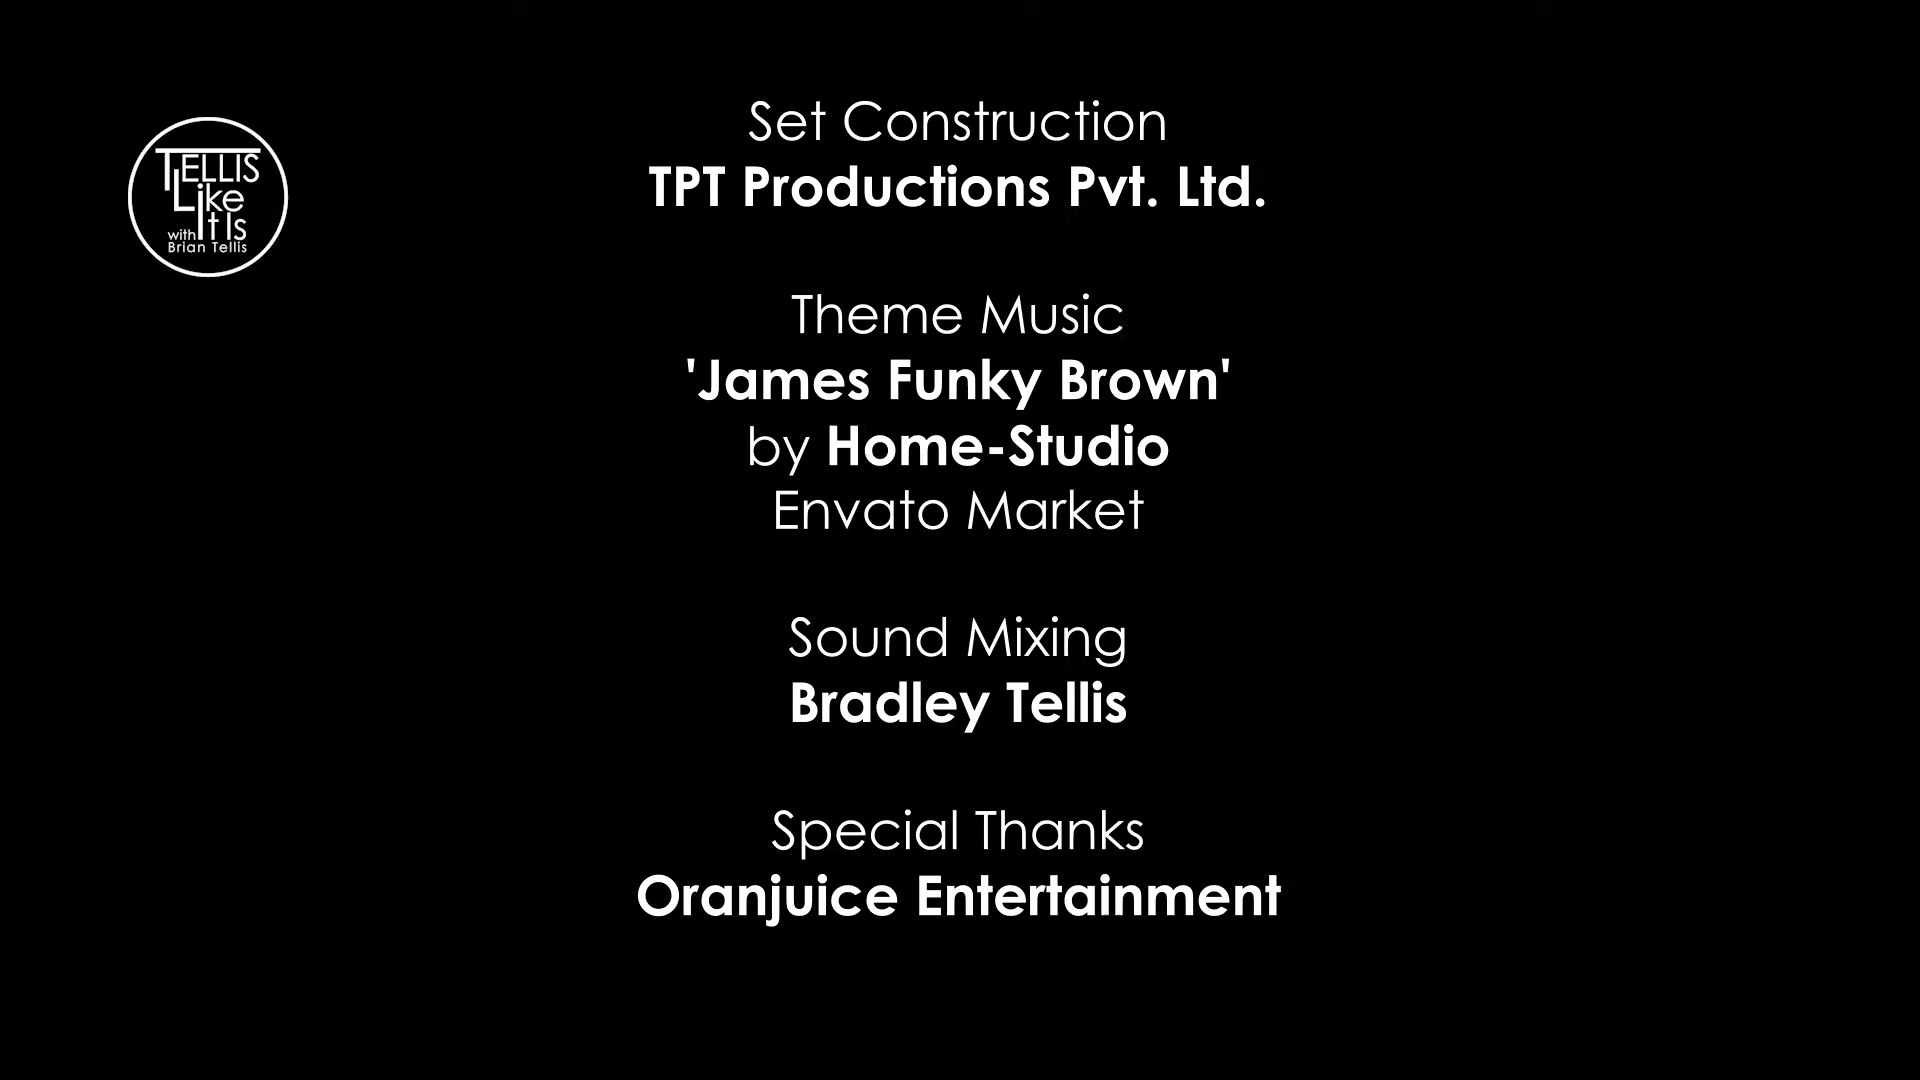 TELLIS
Like
It Is
with
Brian Tellis
Set Construction
TPT Productions Pvt. Ltd.
Theme Music
'James Funky Brown'
by Home-Studio
Envato Market
Sound Mixing
Bradley Tellis
Special Thanks
Oranjuice Entertainment